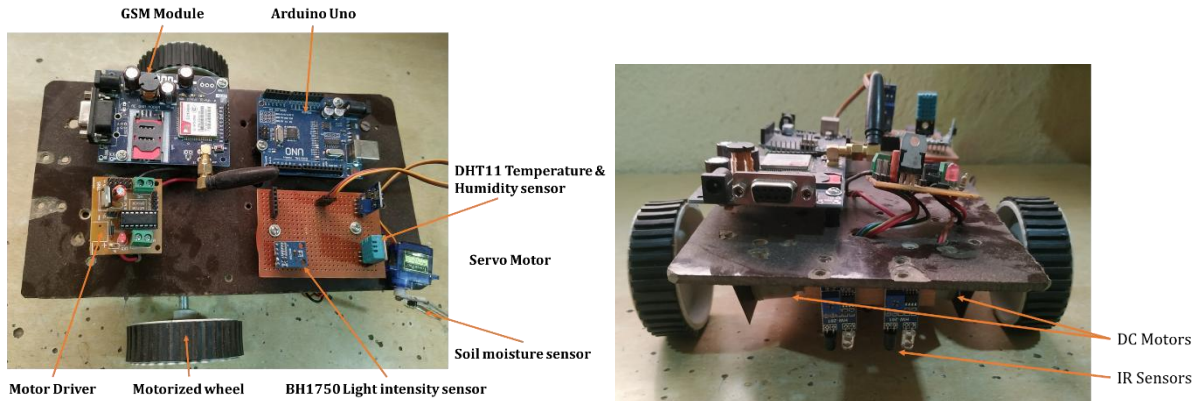 GSM Module
Arduino Uno
UNO
DHT11 Temperature &
Humidity sensor
Servo Motor
Soil moisture sensor
Motor Driver
Motorized wheel
BH1750 Light intensity sensor
DC Motors
IR Sensors